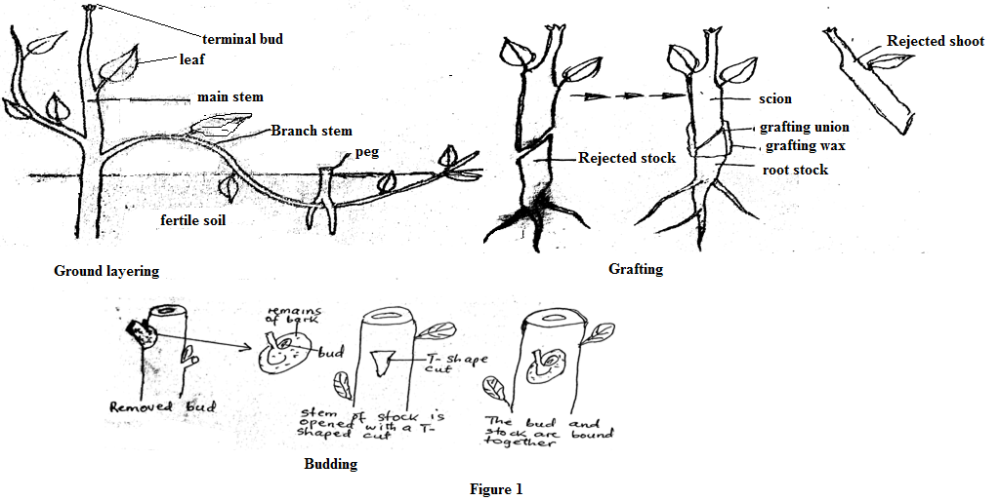 terminal bud
leaf
main stem
Branch stem
peg
fertile soil
Ground layering
Rejected stock
scion
grafting union
grafting wax
root stock
Rejected shoot
Grafting
Removed bud
remains
of bark
bud
T-shape
cut
stem of stock is
opened with a T-
shaped cut
The bud and
stock are bound
together
Budding
Figure 1